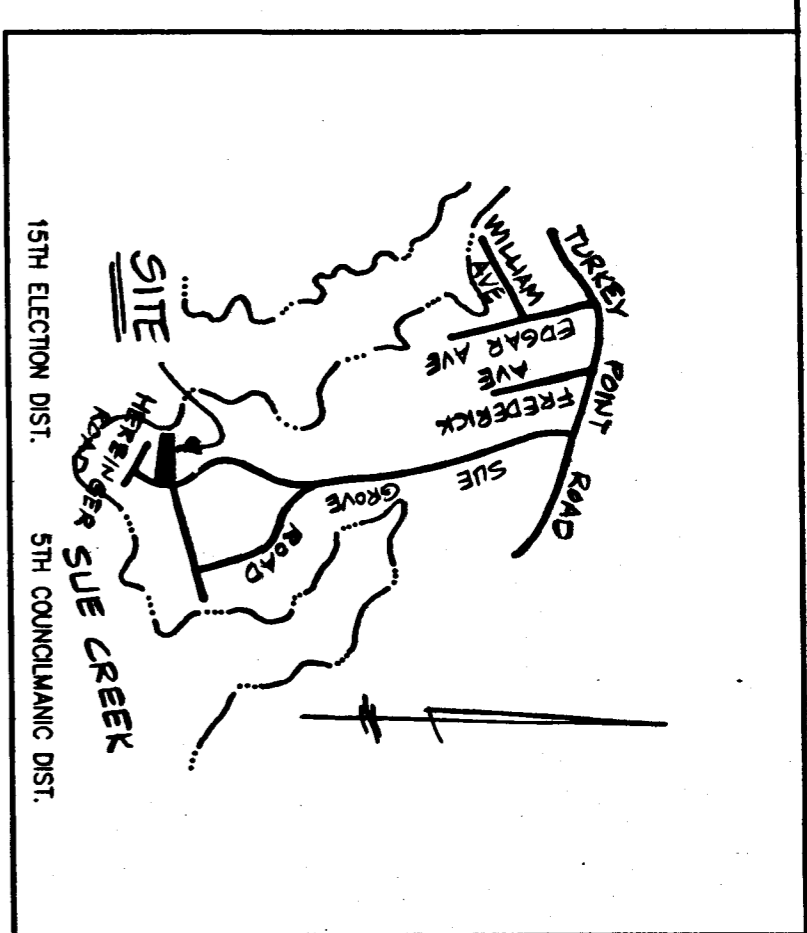 TURKEY POINT ROAD
WILLIAM
AVE
EDGAR AVE
FREDERICK
AVE
SUE
GROVE
ROAD
SITE
HERBINGER
ROAD
SUE CREEK
15TH ELECTION DIST.
5TH COUNCILMANIC DIST.